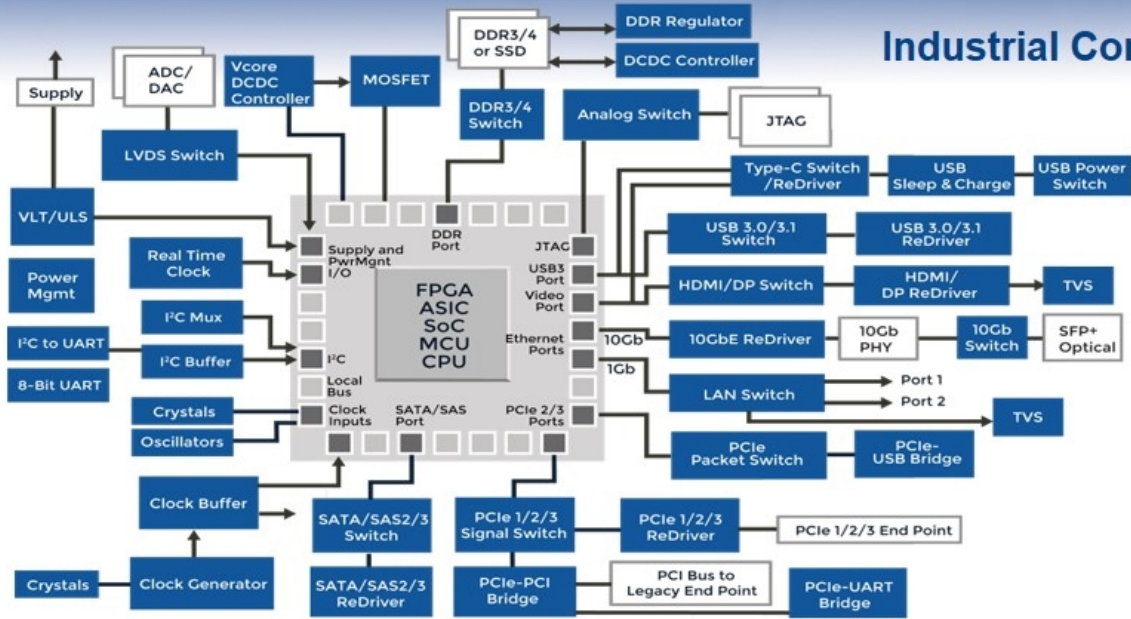 Industrial Con
Supply
ADC/
DAC
Vcore
DCDC
Controller
MOSFET
DDR3/4
or SSD
DDR Regulator
DCDC Controller
LVDS Switch
DDR3/4
Switch
Analog Switch
JTAG
Type-C Switch
/ReDriver
USB
Sleep & Charge
USB Power
Switch
VLT/ULS
DDR
Port
Supply and
PwrMgnt
I/O
JTAG
USB 3.0/3.1
Switch
USB 3.0/3.1
ReDriver
Real Time
Clock
USB3
Port
Power
Mgmt
FPGA
ASIC
SoC
MCU
CPU
Video
Port
HDMI/DP Switch
HDMI/
DP ReDriver
TVS
I²C Mux
Ethernet
Ports
10Gb
10GbE ReDriver
10Gb
PHY
10Gb
Switch
SFP+
Optical
I²C to UART
I²C Buffer
I²C
1Gb
8-Bit UART
Local
Bus
LAN Switch
Port 1
Port 2
Crystals
Oscillators
Clock
Inputs
SATA/SAS
Port
PCIe 2/3
Ports
TVS
PCIe
Packet Switch
PCIe-
USB Bridge
Clock Buffer
SATA/SAS2/3
Switch
PCIe 1/2/3
Signal Switch
PCIe 1/2/3
ReDriver
PCIe 1/2/3 End Point
Crystals
Clock Generator
SATA/SAS2/3
ReDriver
PCIe-PCI
Bridge
PCI Bus to
Legacy End Point
PCIe-UART
Bridge